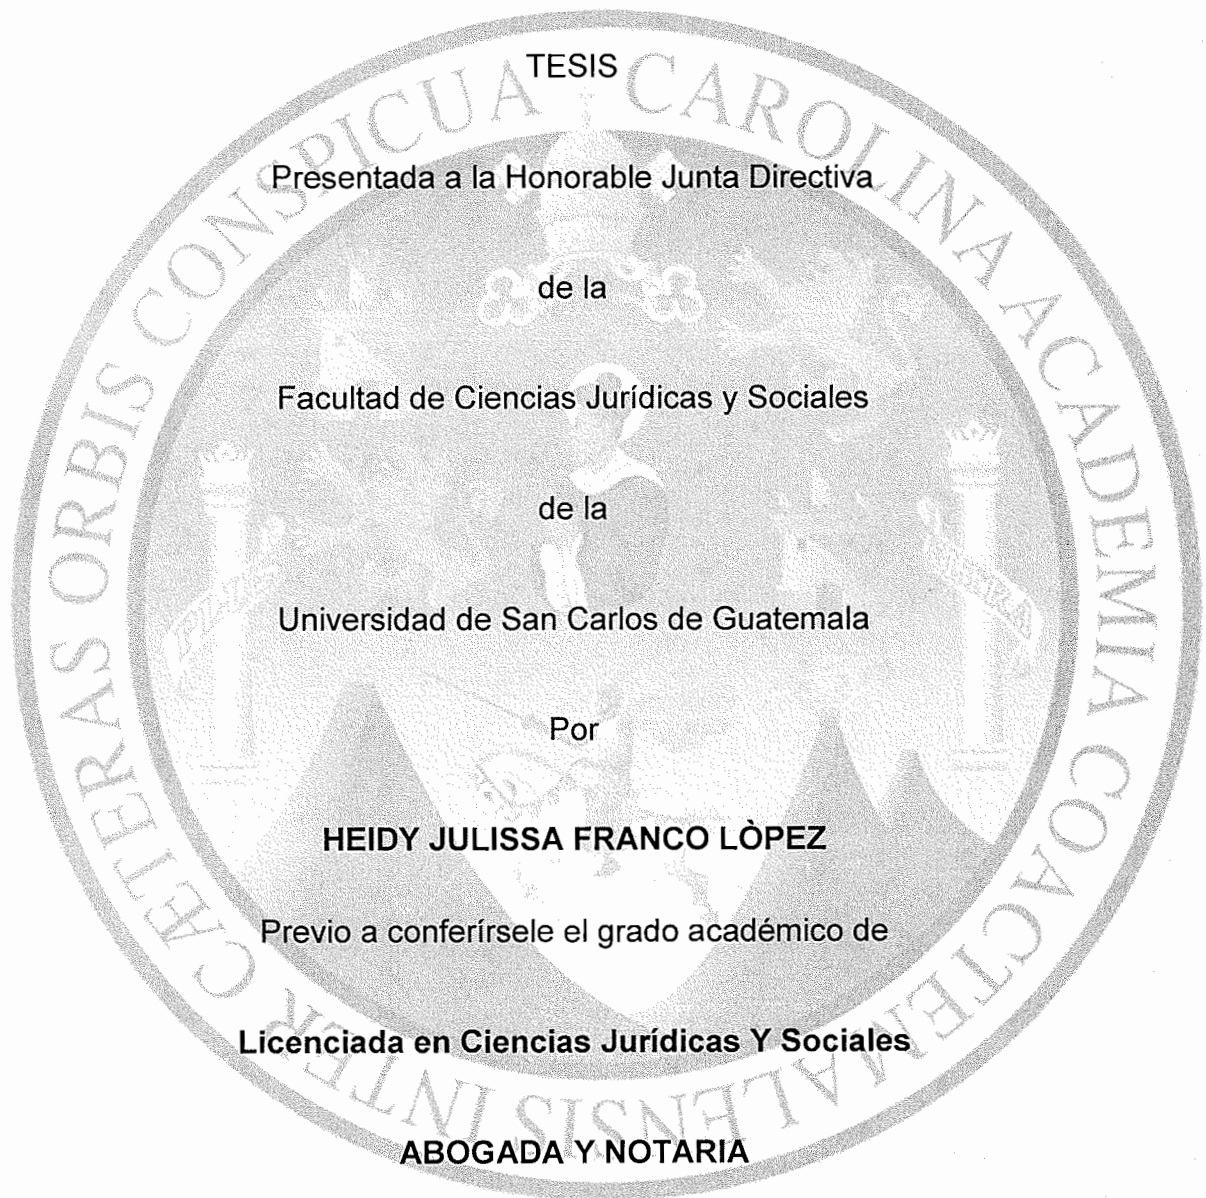 TESIS
Presentada a la Honorable Junta Directiva
de la
Facultad de Ciencias Jurídicas y Sociales
de la
Universidad de San Carlos de Guatemala
Por
HEIDY JULISSA FRANCO LÒPEZ
Previo a conferírsele el grado académico de
Licenciada en Ciencias Jurídicas Y Sociales
ABOGADA Y NOTARIA
CAROLINA ACADEMIA COACTEMALENSIS INTER CÆTERAS ORBIS CONSPICUA
PLUS